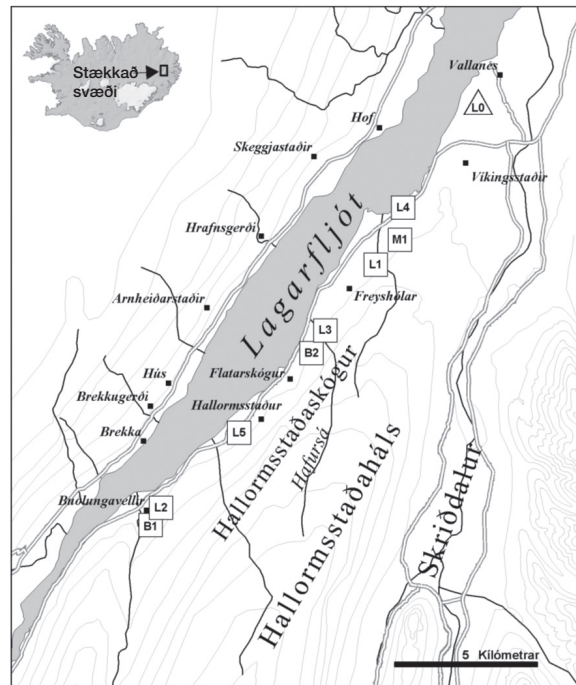 Stækkað
svæði
Vallanes
L0
Hof
Skeggjastaðir
Víkingsstaðir
L4
Hrafnsgerði
M1
L1
Lagarfljót
Freyshólar
Arnheiðarstaðir
L3
B2
Flatarskógur
Hús
Brekkugerði
Hallormsstaður
L5
Brekka
Hallormsstaðaskógur
Hafursá
Hallormsstaðaháls
Skriðdalur
Buðlungavellir
L2
B1
5 Kílómetrar